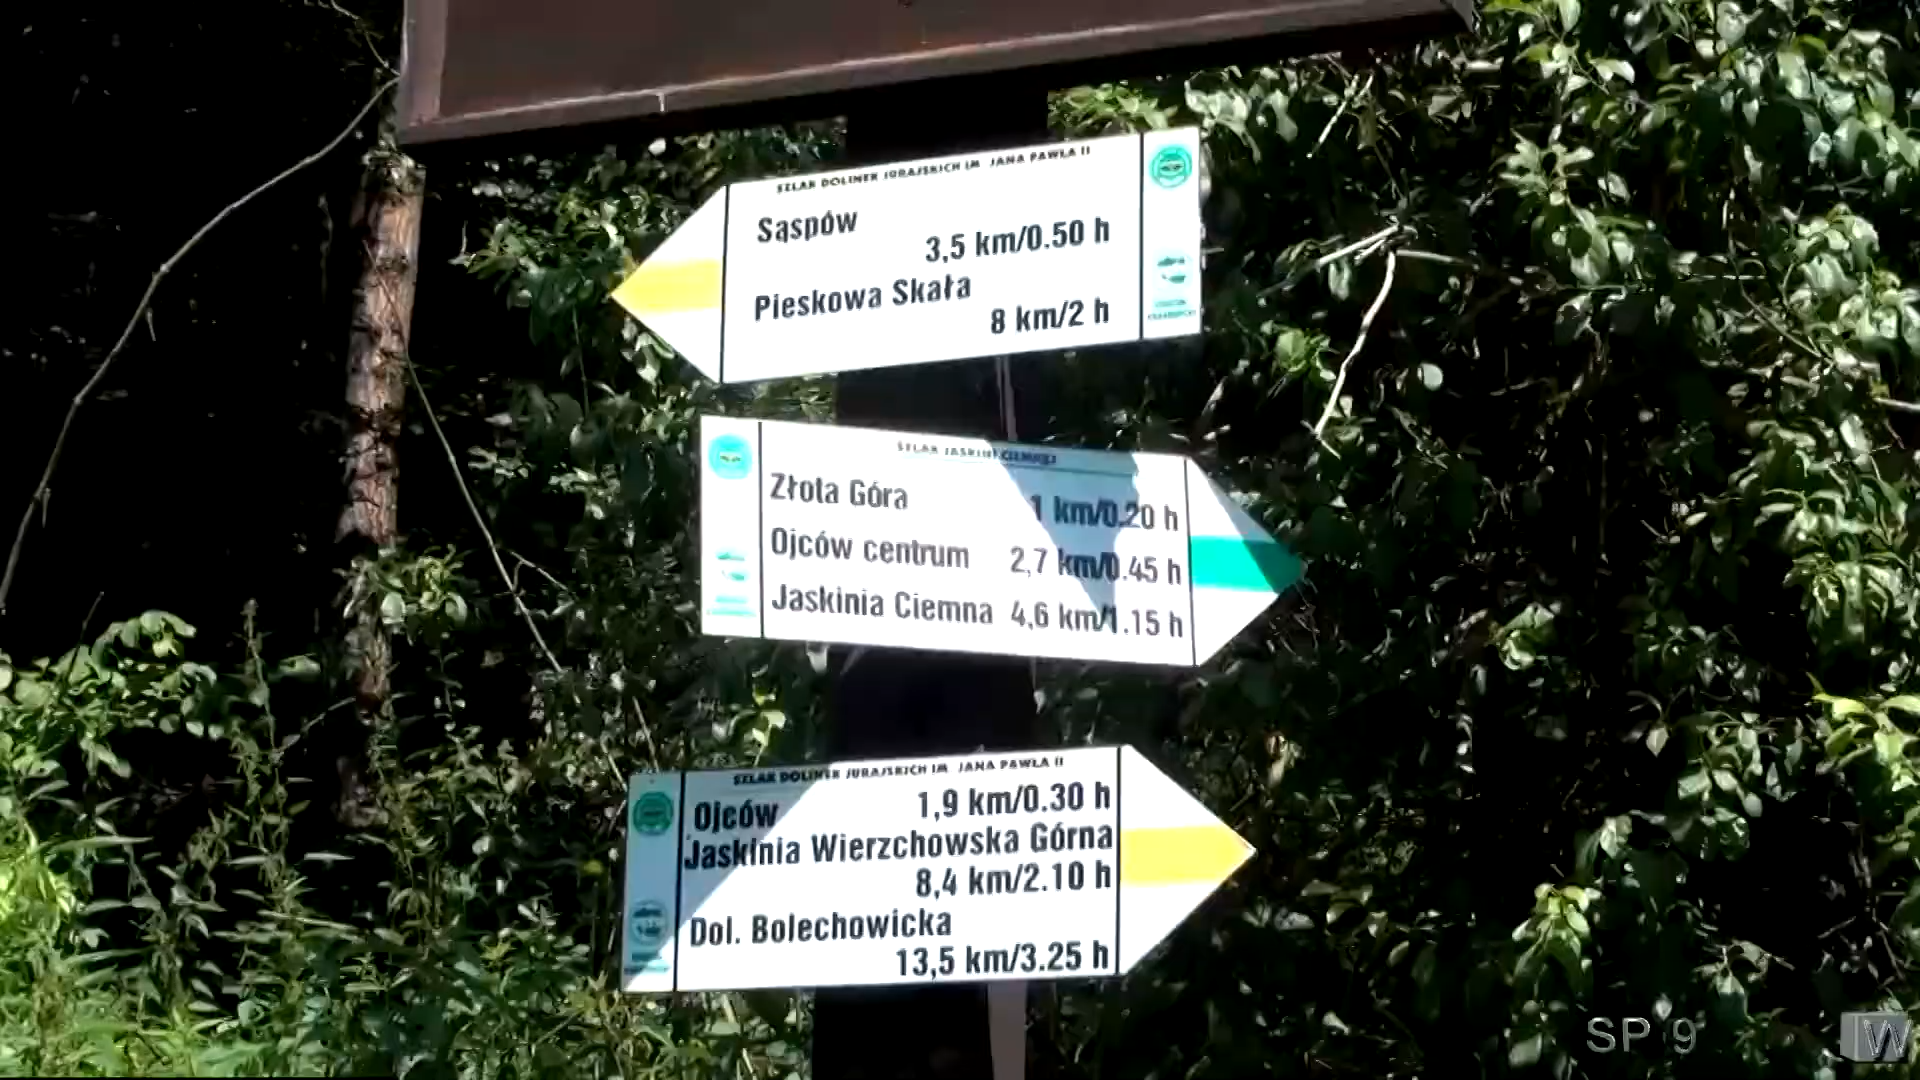 SZLAK DOLINEK JURAJSKICH IM. JANA PAWŁA II
Sąspów
3,5 km/0.50 h
Pieskowa Skała
8 km/2 h
SZLAK JASKINI CIEMNEJ
Złota Góra 1 km/0.20 h
Ojców centrum 2,7 km/0.45 h
Jaskinia Ciemna 4,6 km/1.15 h
SZLAK DOLINEK JURAJSKICH IM. JANA PAWŁA II
Ojców 1,9 km/0.30 h
Jaskinia Wierzchowska Górna
8,4 km/2.10 h
Dol. Bolechowicka
13,5 km/3.25 h
SP 9
W